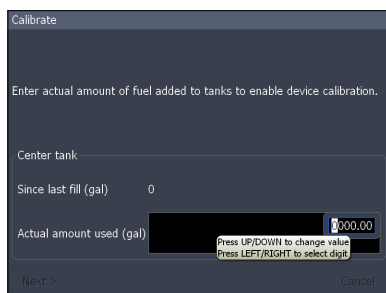 Calibrate
Enter actual amount of fuel added to tanks to enable device calibration.
Center tank
Since last fill (gal) 0
Actual amount used (gal) 0000.00
Press UP/DOWN to change value
Press LEFT/RIGHT to select digit
Next-> Cancel